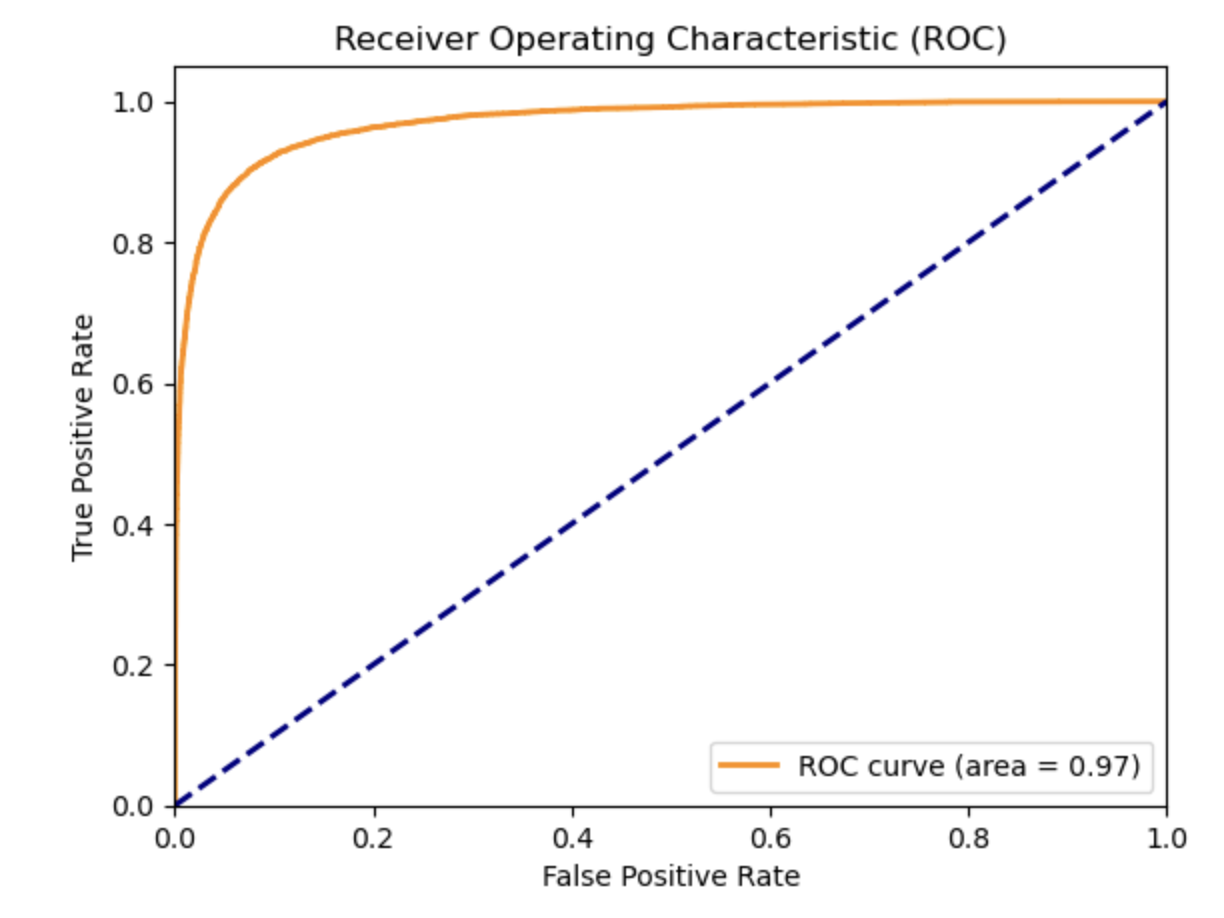 Receiver Operating Characteristic (ROC)
1.0
0.8
0.6
0.4
0.2
0.0
True Positive Rate
ROC curve (area = 0.97)
0.0 0.2 0.4 0.6 0.8 1.0
False Positive Rate